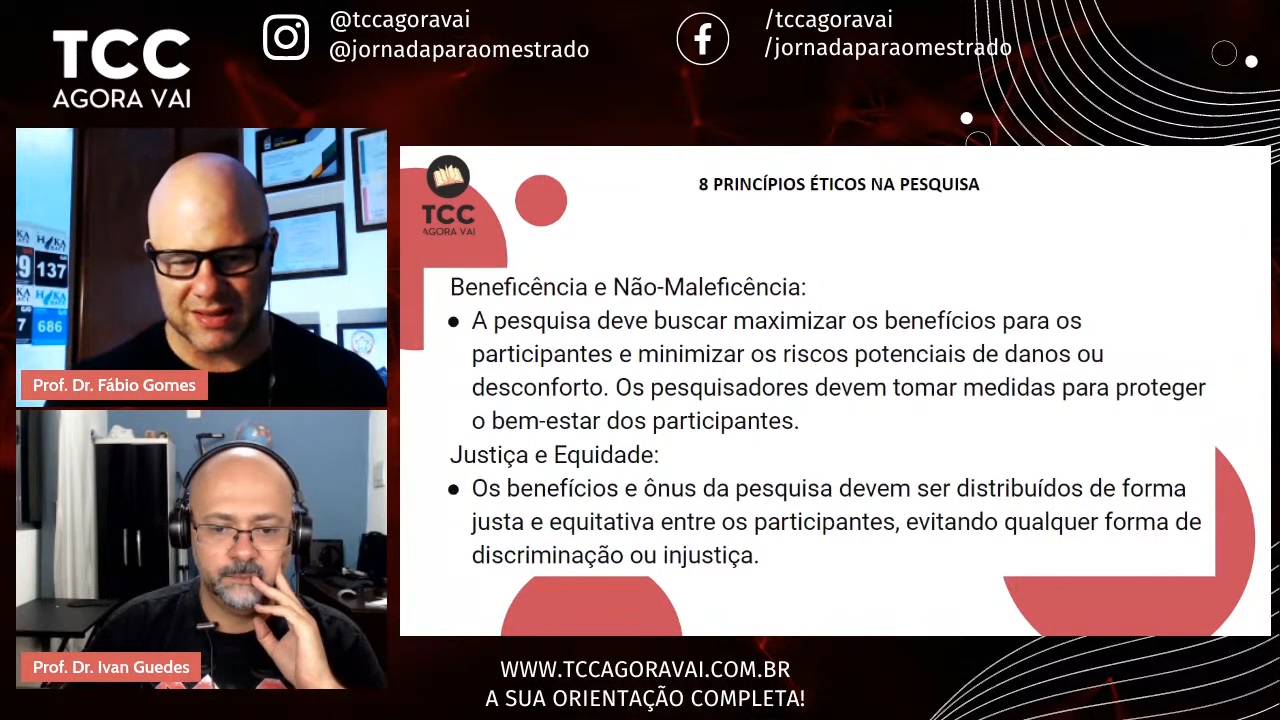 TCC
AGORA VAI
@tccagoravai
@jornadaparaomestrado
/tccagoravai
/jornadaparaomestrado
137
7
686
Prof. Dr. Fábio Gomes
Prof. Dr. Ivan Guedes
TCC
AGORA VAI
8 PRINCÍPIOS ÉTICOS NA PESQUISA
Beneficência e Não-Maleficência:
● A pesquisa deve buscar maximizar os benefícios para os
participantes e minimizar os riscos potenciais de danos ou
desconforto. Os pesquisadores devem tomar medidas para proteger
o bem-estar dos participantes.
Justiça e Equidade:
● Os benefícios e ônus da pesquisa devem ser distribuídos de forma
justa e equitativa entre os participantes, evitando qualquer forma de
discriminação ou injustiça.
WWW.TCCAGORAVAI.COM.BR
A SUA ORIENTAÇÃO COMPLETA!